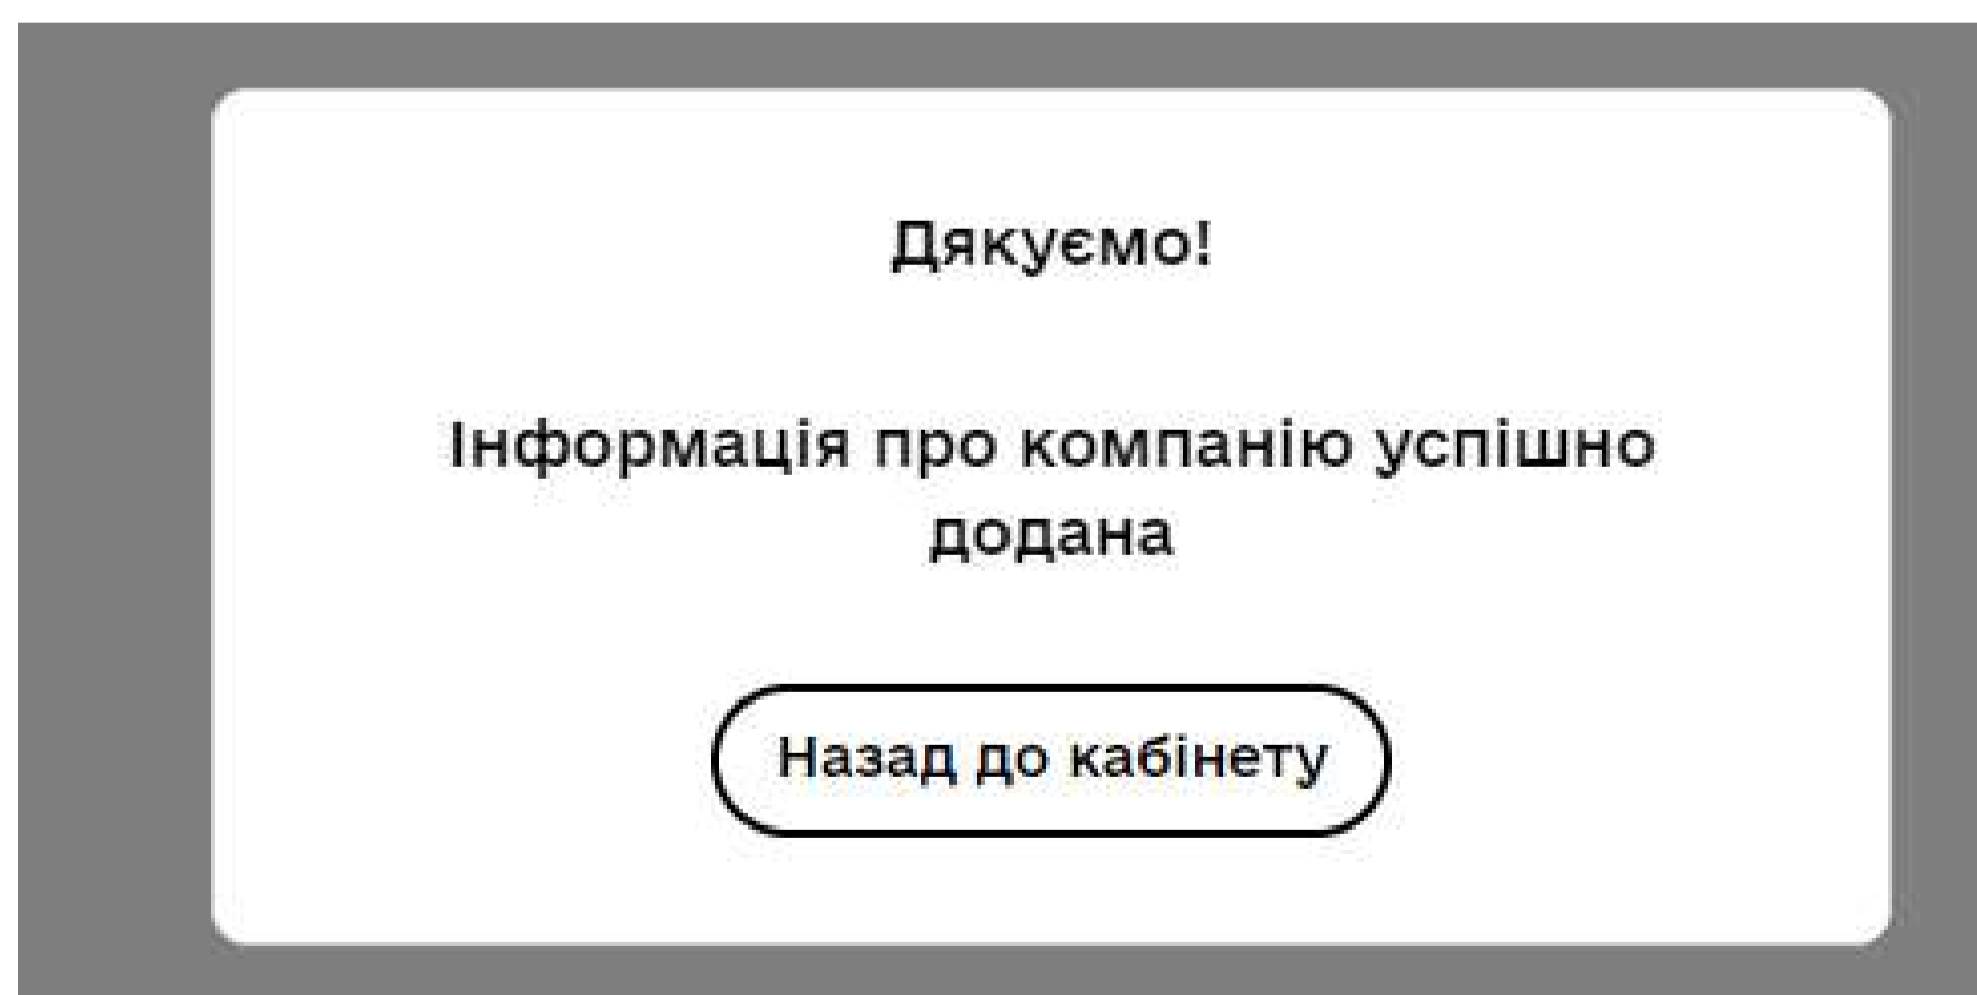 Дякуємо!
Інформація про компанію успішно
додана
Назад до кабінету